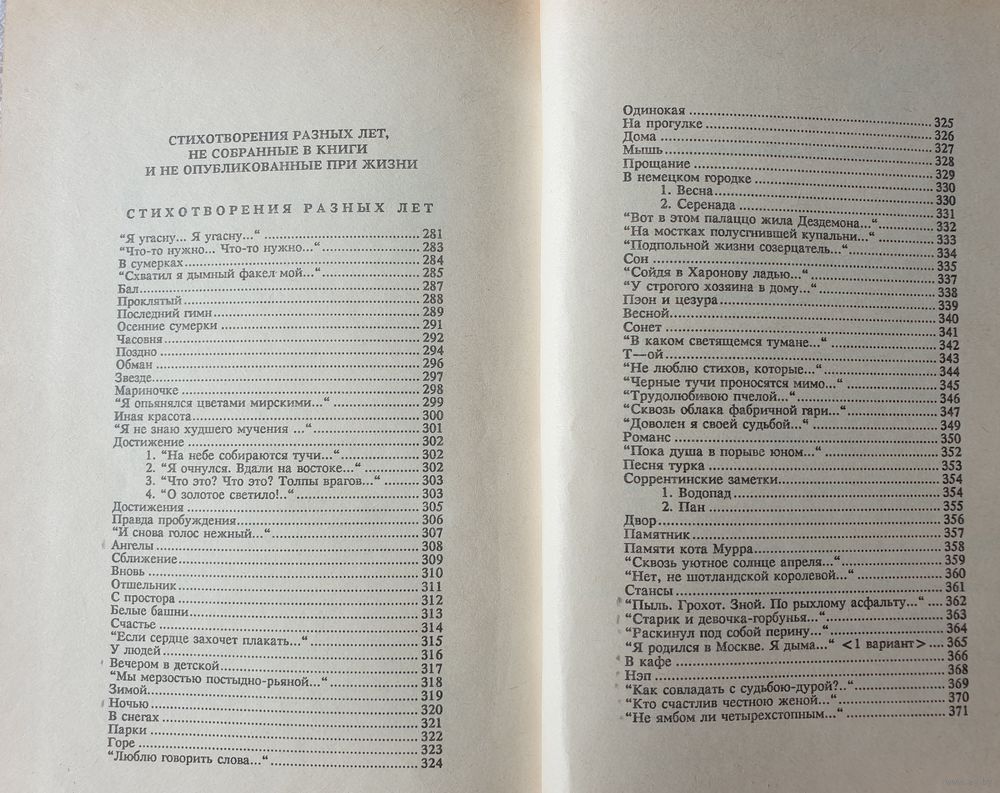 СТИХОТВОРЕНИЯ РАЗНЫХ ЛЕТ,
НЕ СОБРАННЫЕ В КНИГИ
И НЕ ОПУБЛИКОВАННЫЕ ПРИ ЖИЗНИ
СТИХОТВОРЕНИЯ РАЗНЫХ ЛЕТ
“Я угасну... Я угасну...“ 281
“Что-то нужно... Что-то нужно...“ 283
В сумерках 284
“Схватил я дымный факел мой...“ 285
Бал 287
Проклятый 288
Последний гимн 289
Осенние сумерки 291
Часовня 292
Поздно 294
Обман 296
Звезде 297
Мариночке 298
“Я опьянялся цветами мирскими...“ 299
Иная красота 300
“Я не знаю худшего мучения ...“ 301
Достижение 302
1. “На небе собираются тучи...“ 302
2. “Я очнулся. Вдали на востоке...“ 302
3. “Что это? Что это? Толпы врагов...“ 303
4. “О золотое светило!..“ 303
Достижения 305
Правда пробуждения 306
“И снова голос нежный...“ 307
Ангелы 308
Сближение 309
Вновь 310
Отшельник 311
С простора 312
Белые башни 313
Счастье 314
“Если сердце захочет плакать...“ 315
У людей 316
Вечером в детской 317
“Мы мерзостью постыдно-рьяной...“ 318
Зимой 319
Ночью 320
В снегах 321
Парки 322
Горе 323
“Люблю говорить слова...“ 324
Одинокая 325
На прогулке 326
Дома 327
Мышь 328
Прощание 329
В немецком городке 330
1. Весна 330
2. Серенада 331
“Вот в этом палаццо жила Дездемона...“ 332
“На мостках полусгнившей купальни...“ 333
“Подпольной жизни созерцатель...“ 334
Сон 335
“Сойдя в Харонову ладью...“ 337
“У строгого хозяина в дому...“ 338
Пэон и цезура 339
Весной 340
Сонет 341
“В каком светящемся тумане...“ 342
Т—ой 343
“Не люблю стихов, которые...“ 344
“Черные тучи проносятся мимо...“ 345
“Трудолюбивою пчелой...“ 346
“Сквозь облака фабричной гари...“ 347
“Доволен я своей судьбой...“ 349
Романс 350
“Пока душа в порыве юном...“ 352
Песня турка 353
Соррентинские заметки 354
1. Водопад 354
2. Пан 355
Двор 356
Памятник 357
Памяти кота Мурра 358
“Сквозь уютное солнце апреля...“ 359
“Нет, не шотландской королевой...“ 360
Стансы 361
“Пыль. Грохот. Зной. По рыхлому асфальту...“ 362
“Старик и девочка-горбунья...“ 363
“Раскинул под собой перину...“ 364
“Я родился в Москве. Я дыма...“ <1 вариант> 365
В кафе 366
Нэп 368
“Как совладать с судьбою-дурой?..“ 369
“Кто счастлив честною женой...“ 370
“Не ямбом ли четырехстопным...“ 371